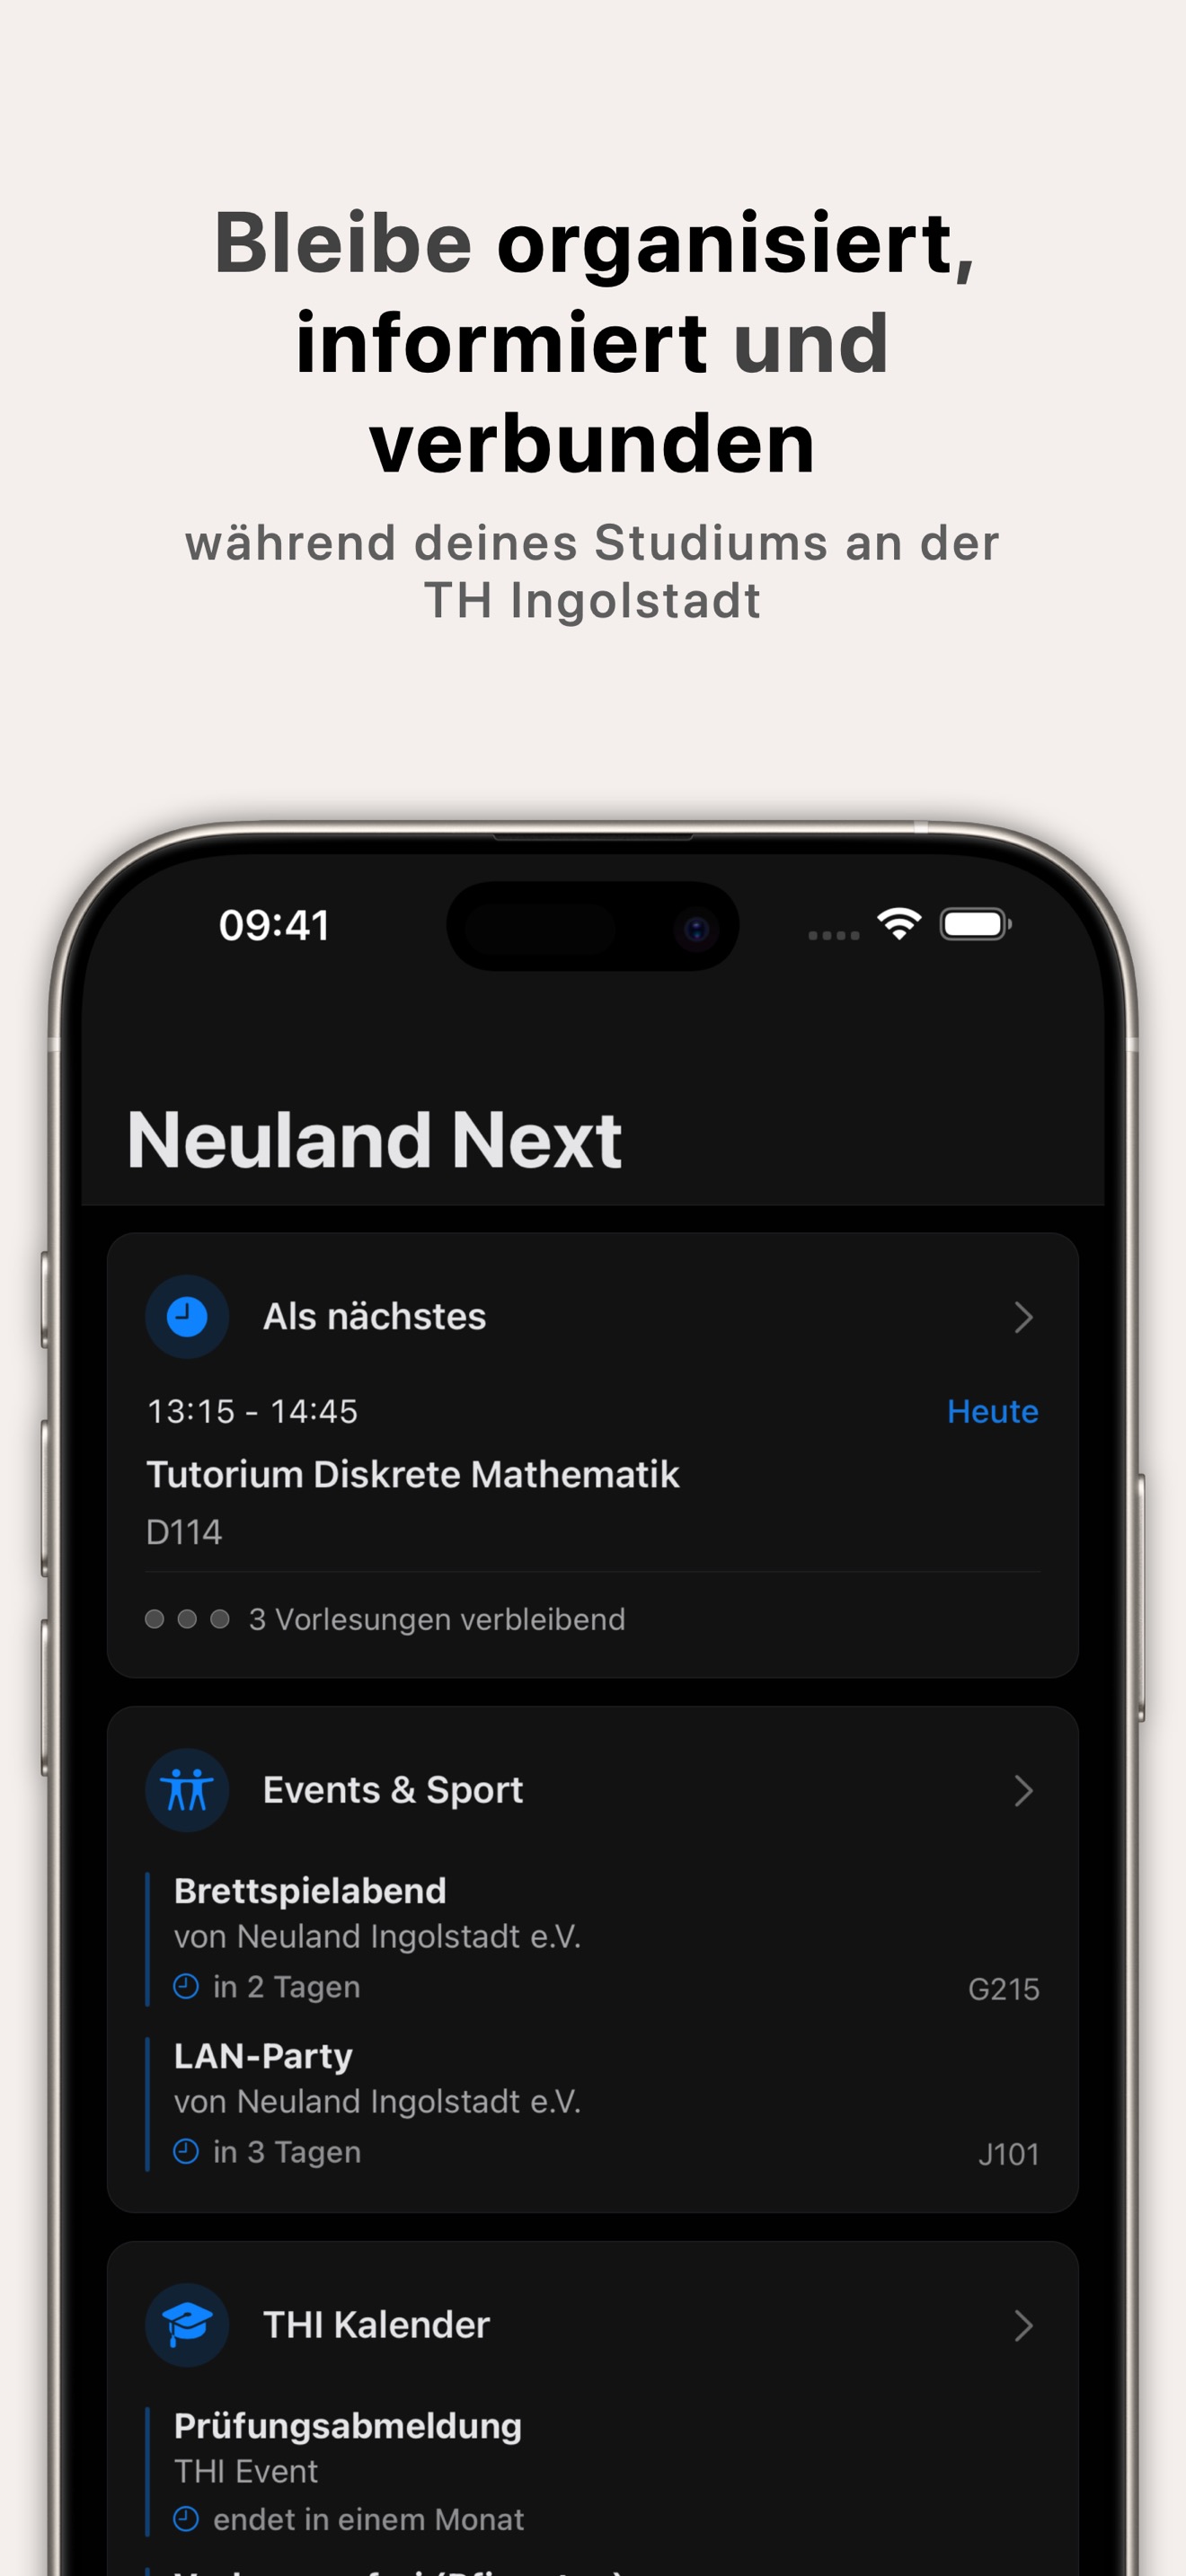 Bleibe organisiert,
informiert und
verbunden
während deines Studiums an der
TH Ingolstadt
09:41
Neuland Next
Als nächstes
13:15 - 14:45 Heute
Tutorium Diskrete Mathematik
D114
3 Vorlesungen verbleibend
Events & Sport
Brettspielabend
von Neuland Ingolstadt e.V.
in 2 Tagen G215
LAN-Party
von Neuland Ingolstadt e.V.
in 3 Tagen J101
THI Kalender
Prüfungsabmeldung
THI Event
endet in einem Monat